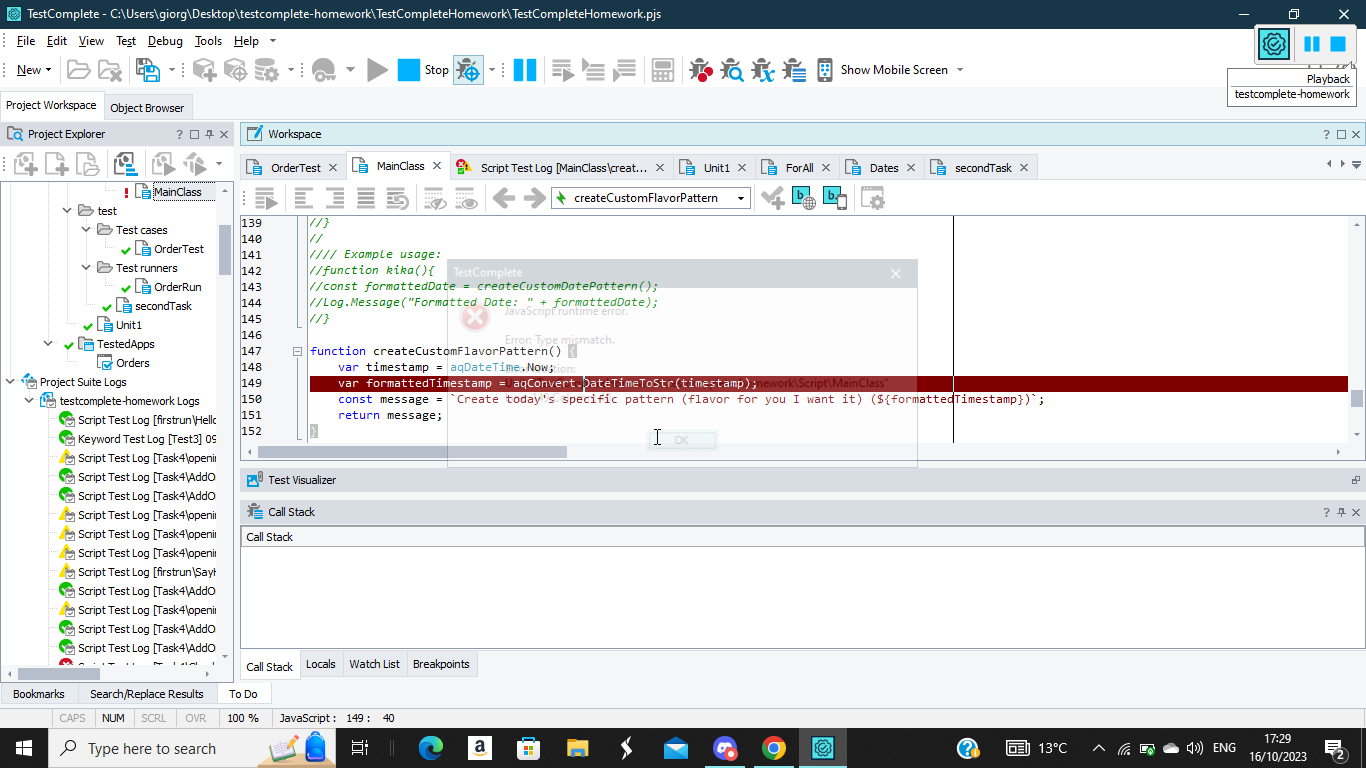 TestComplete - C:\Users\giorg\Desktop\testcomplete-homework\TestCompleteHomework\TestCompleteHomework.pjs
File Edit View Test Debug Tools Help
New Stop Show Mobile Screen
Playback
testcomplete-homework
Project Workspace Object Browser
Project Explorer
Workspace
OrderTest MainClass Script Test Log [MainClass\creat... Unit1 ForAll Dates secondTask
createCustomFlavorPattern
MainClass
test
Test cases
OrderTest
Test runners
OrderRun
secondTask
Unit1
TestedApps
Orders
Project Suite Logs
testcomplete-homework Logs
Script Test Log [firstrun\Hello
Keyword Test Log [Test3] 09
Script Test Log [Task4\openin
Script Test Log [Task4\AddO
Script Test Log [Task4\AddO
Script Test Log [Task4\openin
Script Test Log [Task4\openin
Script Test Log [Task4\openin
Script Test Log [firstrun\SayH
Script Test Log [Task4\AddO
Script Test Log [Task4\openin
Script Test Log [Task4\AddO
Script Test Log [Task4\AddO
139 //}
140 //
141 //// Example usage:
142 //function kika(){
143 //const formattedDate = createCustomDatePattern();
144 //Log.Message("Formatted Date: " + formattedDate);
145 //}
146
147 function createCustomFlavorPattern() {
148 var timestamp = aqDateTime.Now;
149 var formattedTimestamp = aqConvert.DateTimeToStr(timestamp);
150 const message = `Create today's specific pattern (flavor for you I want it) (${formattedTimestamp})`;
151 return message;
152 }
TestComplete
JavaScript runtime error.
Error: Type mismatch.
OK
Test Visualizer
Call Stack
Call Stack
Call Stack Locals Watch List Breakpoints
Bookmarks Search/Replace Results To Do
CAPS NUM SCRL OVR 100 % JavaScript : 149 : 40
Type here to search
13°C ENG
17:29
16/10/2023
2